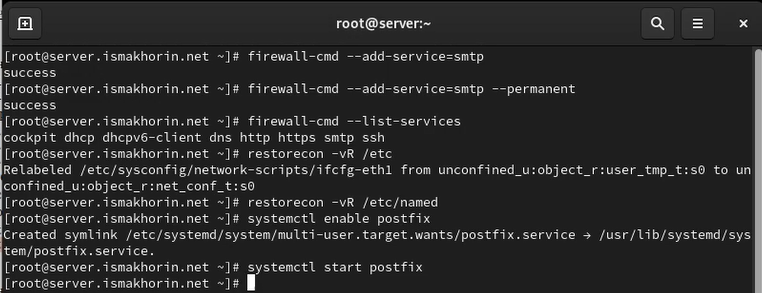 root@server:~
[root@server.ismakhorin.net ~]# firewall-cmd --add-service=smtp
success
[root@server.ismakhorin.net ~]# firewall-cmd --add-service=smtp --permanent
success
[root@server.ismakhorin.net ~]# firewall-cmd --list-services
cockpit dhcp dhcpv6-client dns http https smtp ssh
[root@server.ismakhorin.net ~]# restorecon -vR /etc
Relabeled /etc/sysconfig/network-scripts/ifcfg-eth1 from unconfined_u:object_r:user_tmp_t:s0 to un
confined_u:object_r:net_conf_t:s0
[root@server.ismakhorin.net ~]# restorecon -vR /etc/named
[root@server.ismakhorin.net ~]# systemctl enable postfix
Created symlink /etc/systemd/system/multi-user.target.wants/postfix.service → /usr/lib/systemd/sys
tem/postfix.service.
[root@server.ismakhorin.net ~]# systemctl start postfix
[root@server.ismakhorin.net ~]#